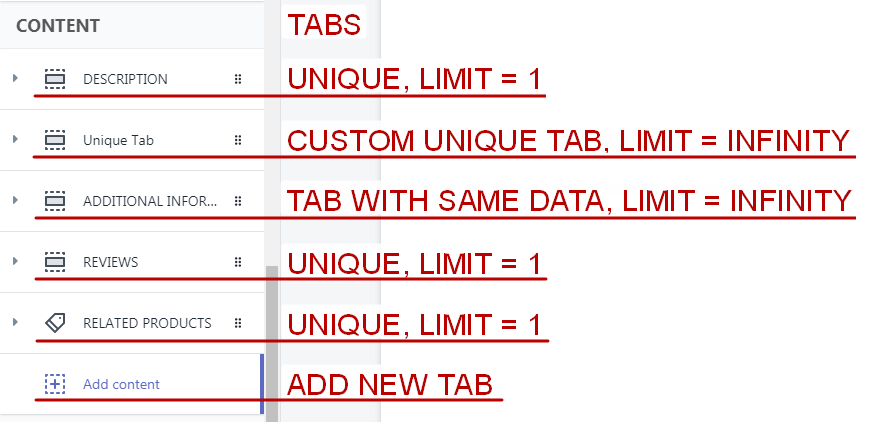 CONTENT TABS
DESCRIPTION UNIQUE, LIMIT = 1
Unique Tab CUSTOM UNIQUE TAB, LIMIT = INFINITY
ADDITIONAL INFOR... TAB WITH SAME DATA, LIMIT = INFINITY
REVIEWS UNIQUE, LIMIT = 1
RELATED PRODUCTS UNIQUE, LIMIT = 1
Add content ADD NEW TAB